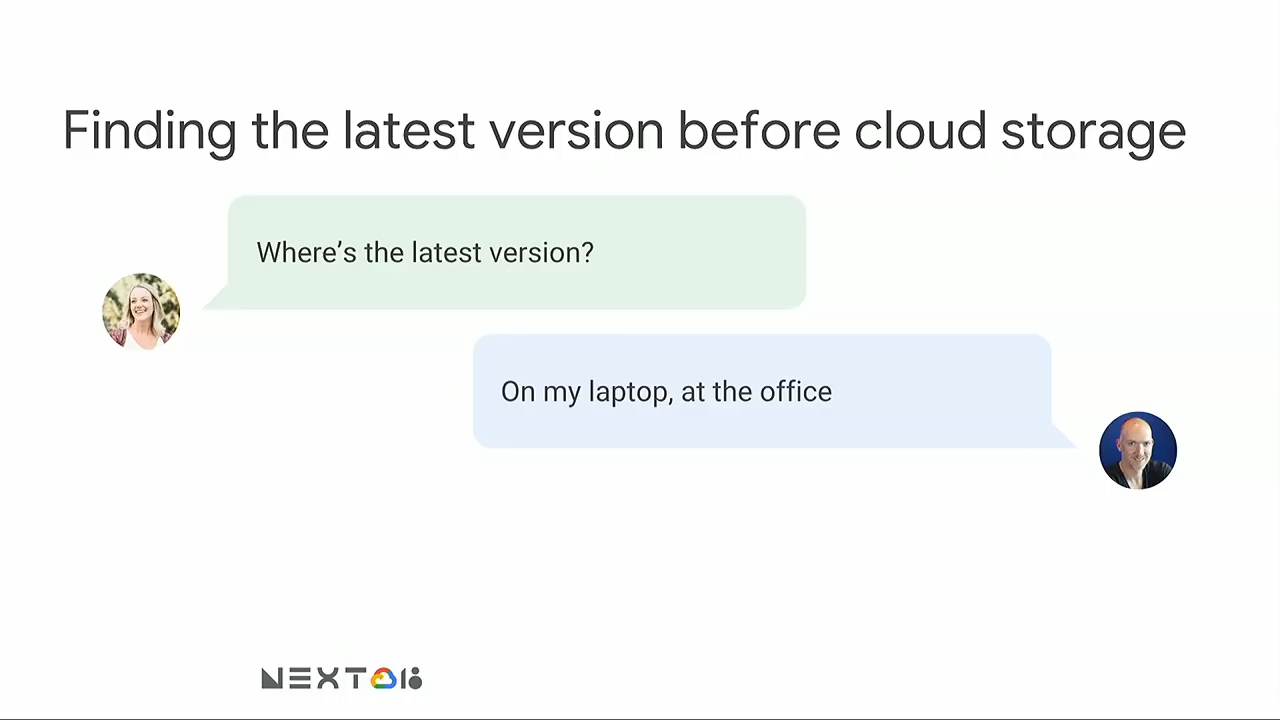 Finding the latest version before cloud storage
Where’s the latest version?
On my laptop, at the office
NEXT 18